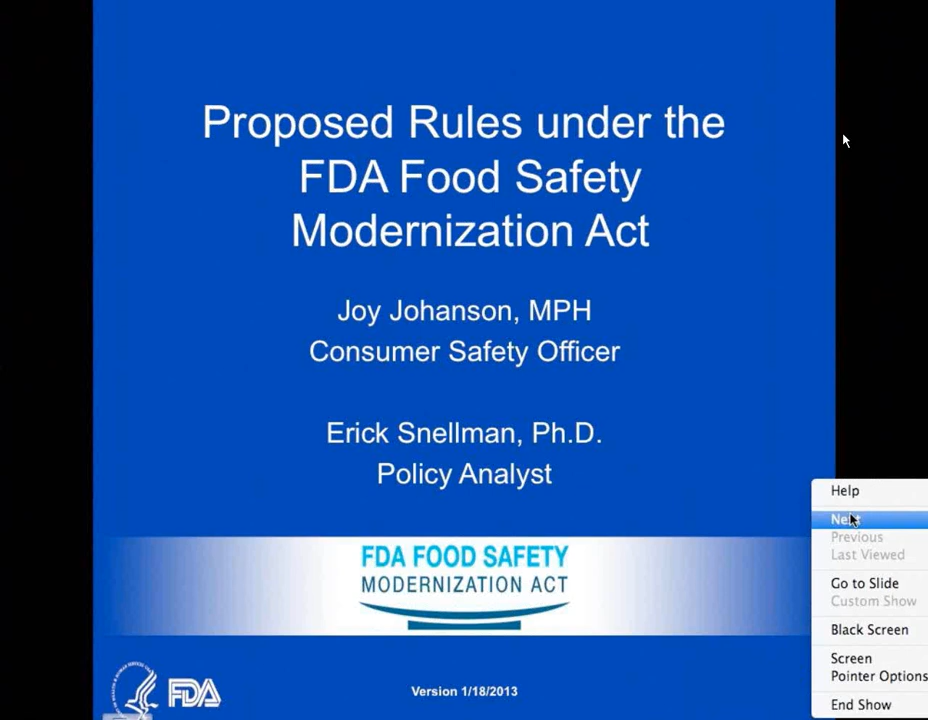 Proposed Rules under the
FDA Food Safety
Modernization Act
Joy Johanson, MPH
Consumer Safety Officer
Erick Snellman, Ph.D.
Policy Analyst
FDA FOOD SAFETY
MODERNIZATION ACT
FDA
Version 1/18/2013
Help
Next
Previous
Last Viewed
Go to Slide
Custom Show
Black Screen
Screen
Pointer Options
End Show